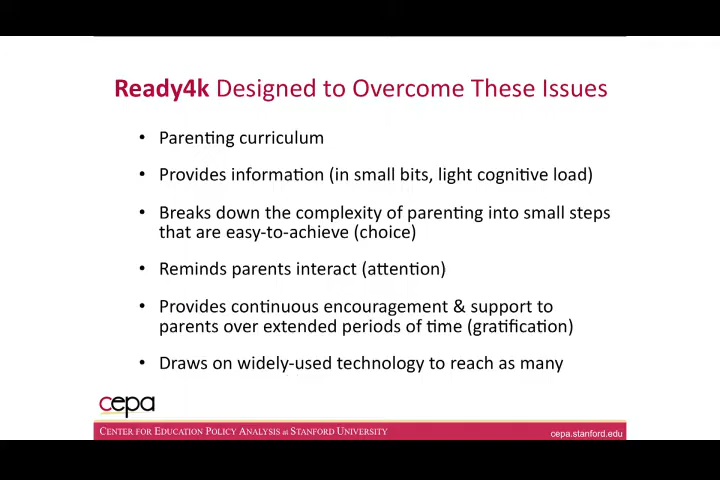 Ready4k Designed to Overcome These Issues
• Parenting curriculum
• Provides information (in small bits, light cognitive load)
• Breaks down the complexity of parenting into small steps
that are easy-to-achieve (choice)
• Reminds parents interact (attention)
• Provides continuous encouragement & support to
parents over extended periods of time (gratification)
• Draws on widely-used technology to reach as many
cepa
CENTER FOR EDUCATION POLICY ANALYSIS at STANFORD UNIVERSITY
cepa.stanford.edu